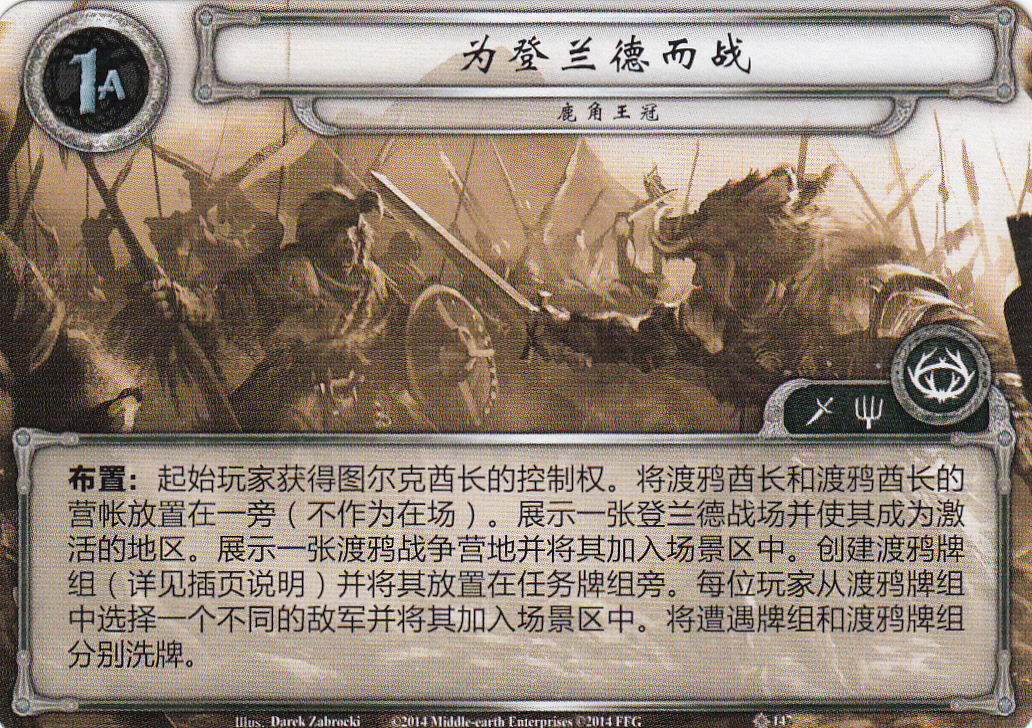 1A
为登兰德而战
鹿角王冠
布置：起始玩家获得图尔克酋长的控制权。将渡鸦酋长和渡鸦酋长的
营帐放置在一旁（不作为在场）。展示一张登兰德战场并使其成为激
活的地区。展示一张渡鸦战争营地并将其加入场景区中。创建渡鸦牌
组（详见插页说明）并将其放置在任务牌组旁。每位玩家从渡鸦牌组
中选择一个不同的敌军并将其加入场景区中。将遭遇牌组和渡鸦牌组
分别洗牌。
Illus. Darek Zabrocki ©2014 Middle-earth Enterprises ©2014 FFG